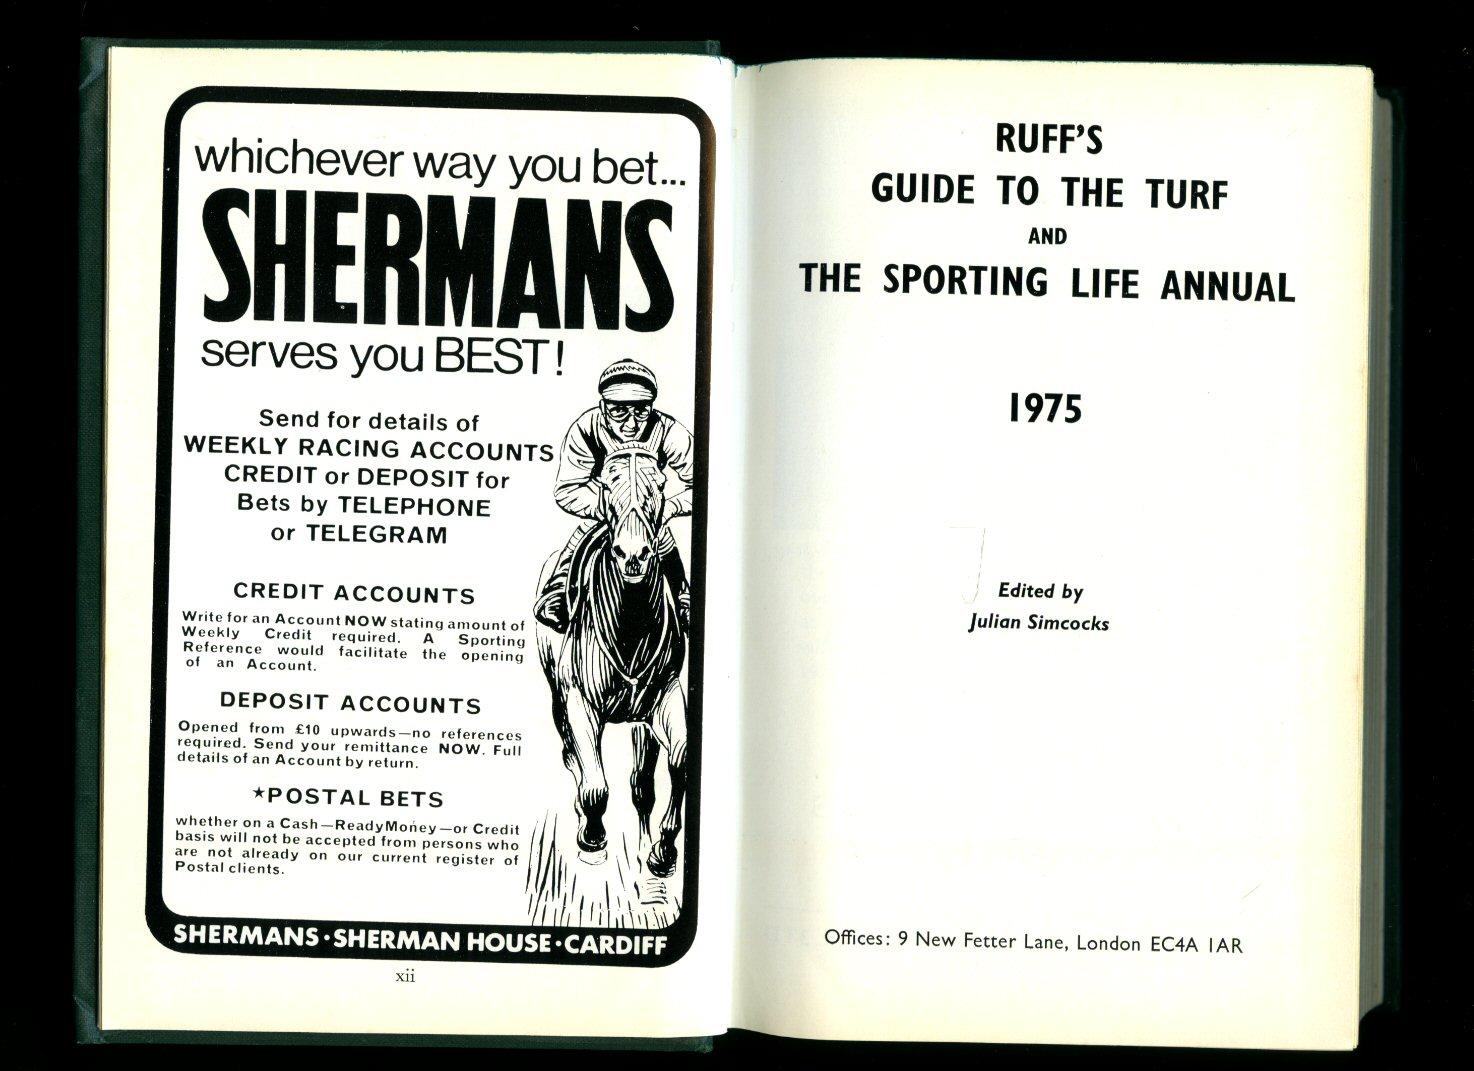 whichever way you bet...
SHERMANS
serves you BEST!
Send for details of
WEEKLY RACING ACCOUNTS
CREDIT or DEPOSIT for
Bets by TELEPHONE
or TELEGRAM
CREDIT ACCOUNTS
Write for an Account NOW stating amount of
Weekly Credit required. A Sporting
Reference would facilitate the opening
of an Account.
DEPOSIT ACCOUNTS
Opened from £10 upwards—no references
required. Send your remittance NOW. Full
details of an Account by return.
★POSTAL BETS
whether on a Cash—Ready Money—or Credit
basis will not be accepted from persons who
are not already on our current register of
Postal clients.
SHERMANS·SHERMAN HOUSE·CARDIFF
xii
RUFF'S
GUIDE TO THE TURF
AND
THE SPORTING LIFE ANNUAL
1975
Edited by
Julian Simcocks
Offices: 9 New Fetter Lane, London EC4A 1AR